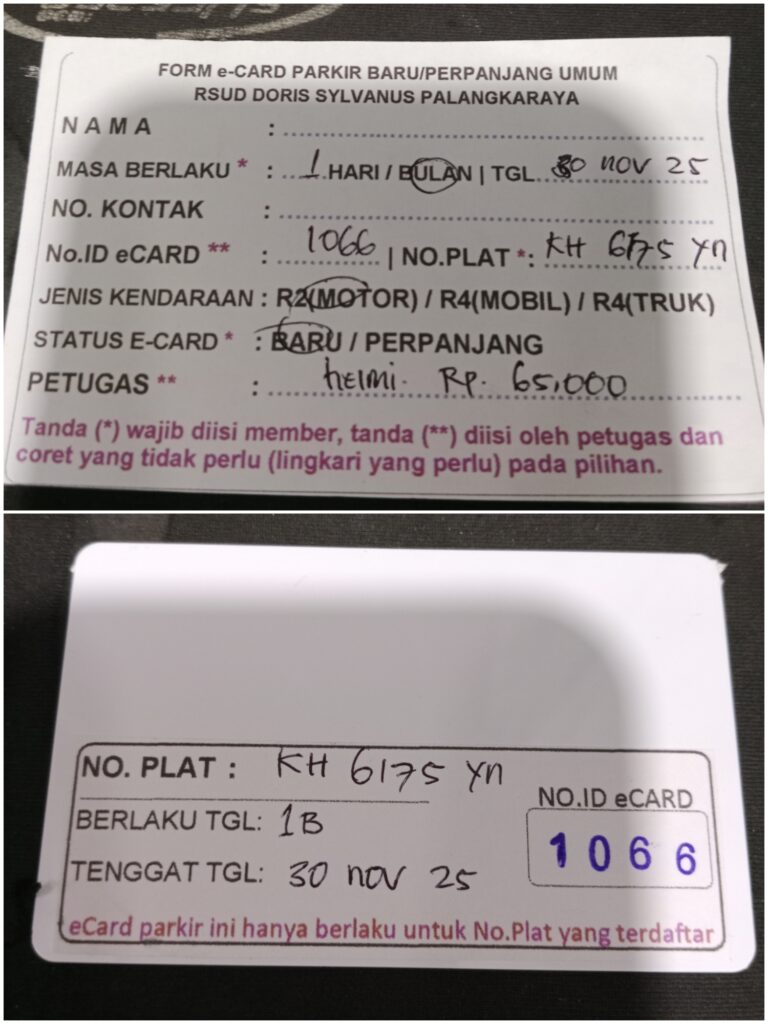 FORM e-CARD PARKIR BARU/PERPANJANG UMUM
RSUD DORIS SYLVANUS PALANGKARAYA
NAMA :
MASA BERLAKU * : 1 HARI / BULAN | TGL 30 nov 25
NO. KONTAK :
No.ID eCARD ** : 1066 | NO.PLAT *: KH 6175 Yn
JENIS KENDARAAN : R2(MOTOR) / R4(MOBIL) / R4(TRUK)
STATUS E-CARD * : BARU / PERPANJANG
PETUGAS ** : helmi. Rp. 65.000
Tanda (*) wajib diisi member, tanda (**) diisi oleh petugas dan
coret yang tidak perlu (lingkari yang perlu) pada pilihan.
NO. PLAT : KH 6175 Yn
BERLAKU TGL: 1B
TENGGAT TGL: 30 nov 25
NO.ID eCARD
1066
eCard parkir ini hanya berlaku untuk No.Plat yang terdaftar